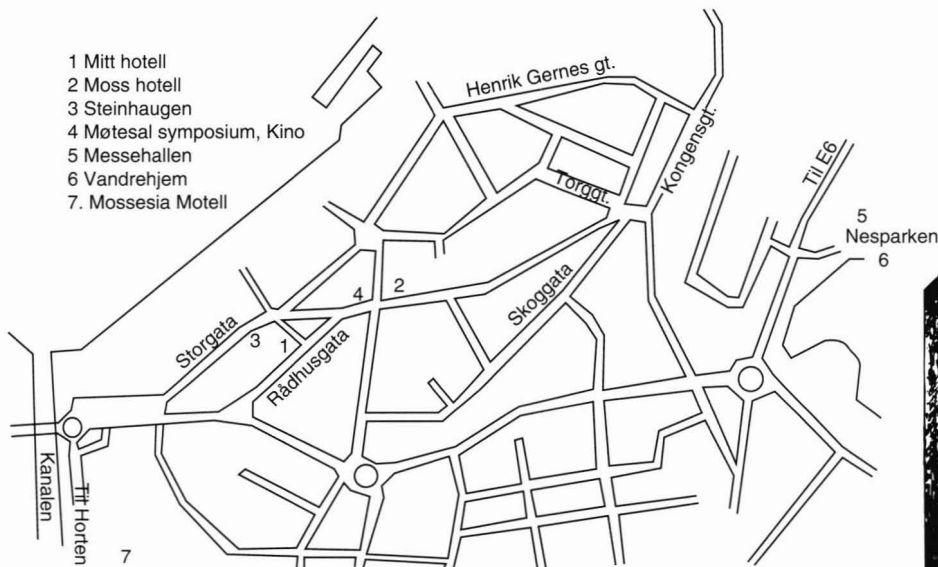 1 Mitt hotell
2 Moss hotell
3 Steinhaugen
4 Møtesal symposium, Kino
5 Messehallen
6 Vandrehjem
7. Mossesia Motell
Henrik Gernes gt.
Kongensgt.
Torggt.
Til E6
5
Nesparken
6
4
2
Skoggata
Storgata
3
1
Rådhusgata
Kanalen
Til Horten
7